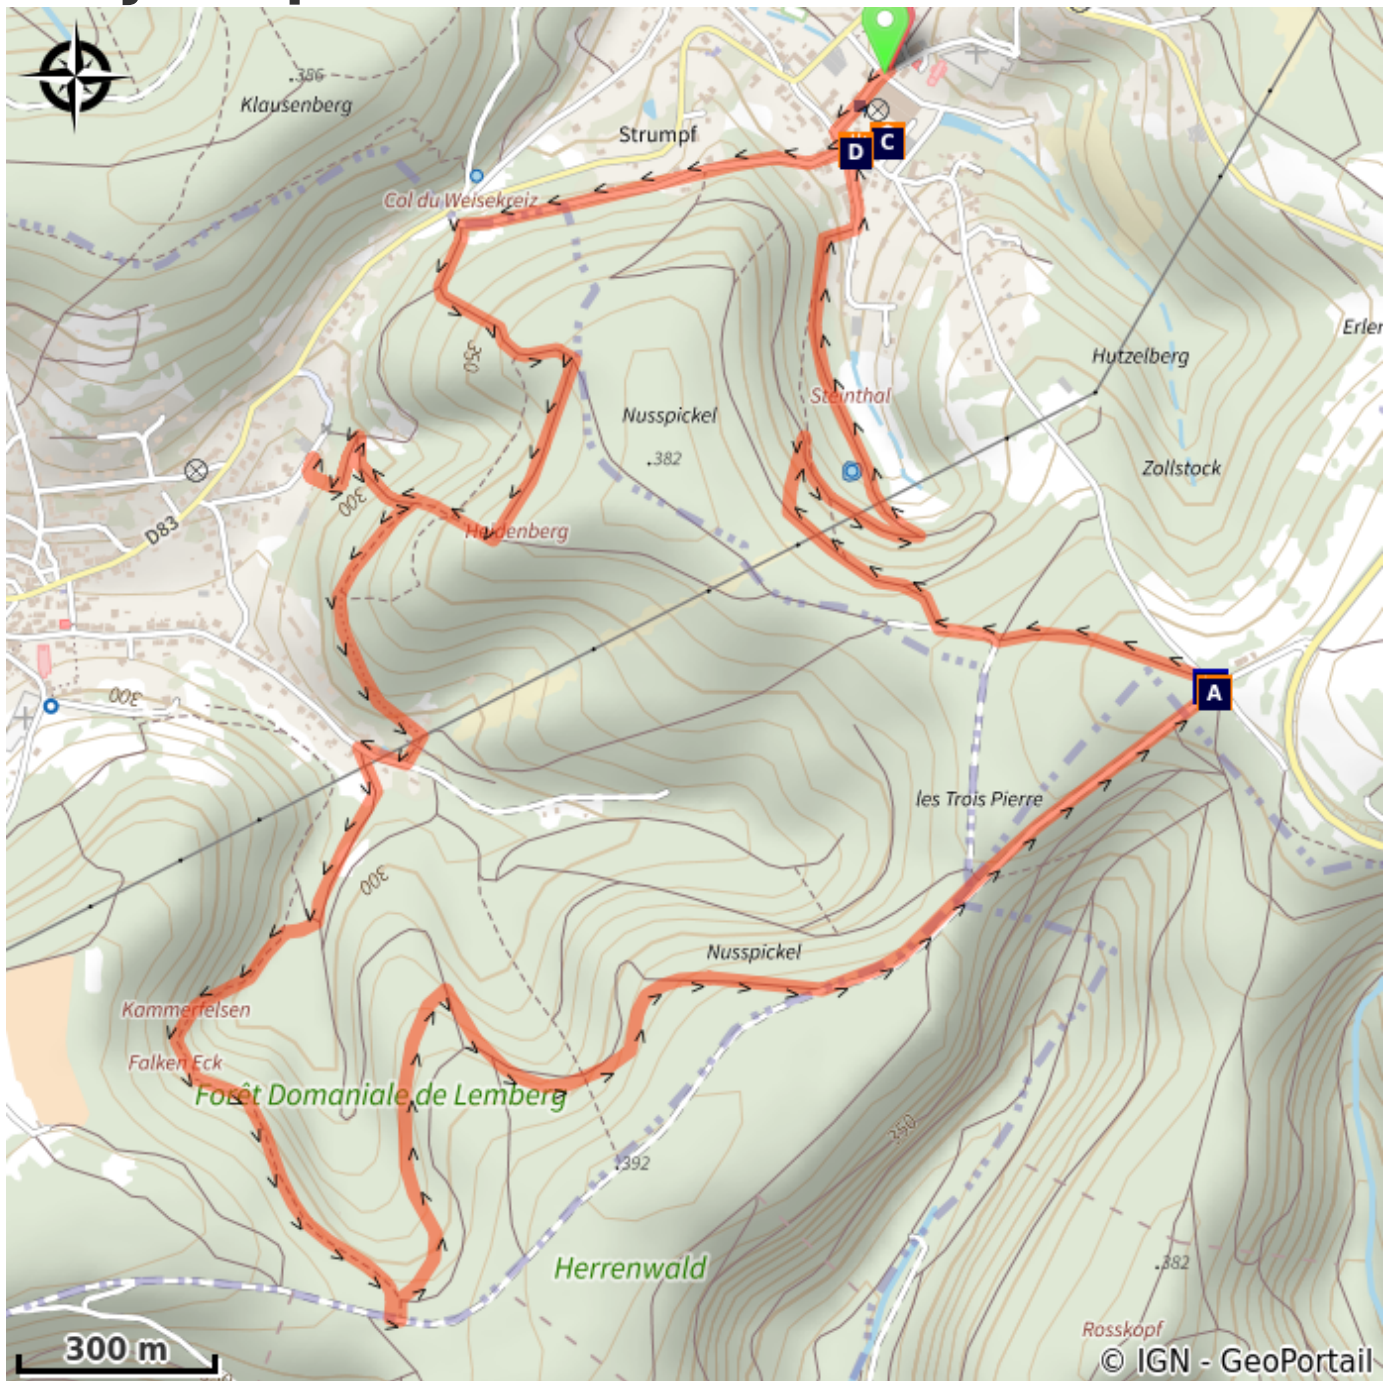 386
Klausenberg
Strumpf
D
C
Col du Weisekreiz
350
Erler
Hutzelberg
Steinthal
Nusspickel
382
Zollstock
300
D83
Heidenberg
300
A
les Trois Pierre
300
Nusspickel
Kammerfelsen
Falken Eck
Forêt Domaniale de Lemberg
350
392
Herrenwald
382
Rosskopf
300 m
© IGN - GeoPortail